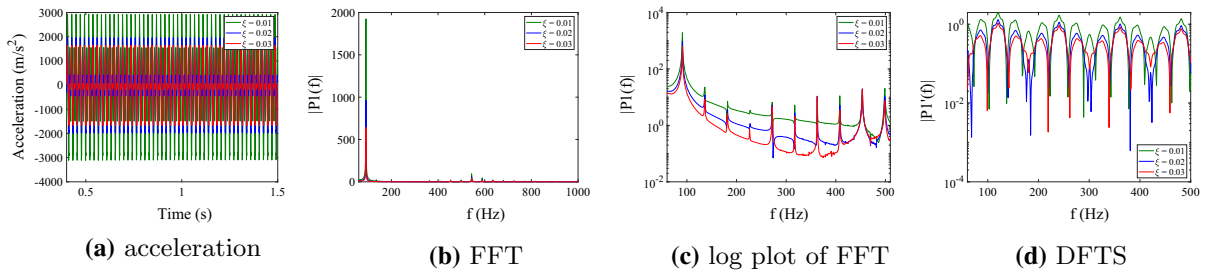 4000
3000
2000
1000
0
-1000
-2000
-3000
-4000
Acceleration (m/s²)
0.5
1
1.5
Time (s)
ξ = 0.01
ξ = 0.02
ξ = 0.03
(a) acceleration
2000
1500
1000
500
0
|P1(f)|
200
400
600
800
1000
f (Hz)
ξ = 0.01
ξ = 0.02
ξ = 0.03
(b) FFT
10⁴
10²
10⁰
10⁻²
|P1(f)|
100
200
300
400
500
f (Hz)
ξ = 0.01
ξ = 0.02
ξ = 0.03
(c) log plot of FFT
10⁰
10⁻²
10⁻⁴
|P1'(f)|
100
200
300
400
500
f (Hz)
ξ = 0.01
ξ = 0.02
ξ = 0.03
(d) DFTS